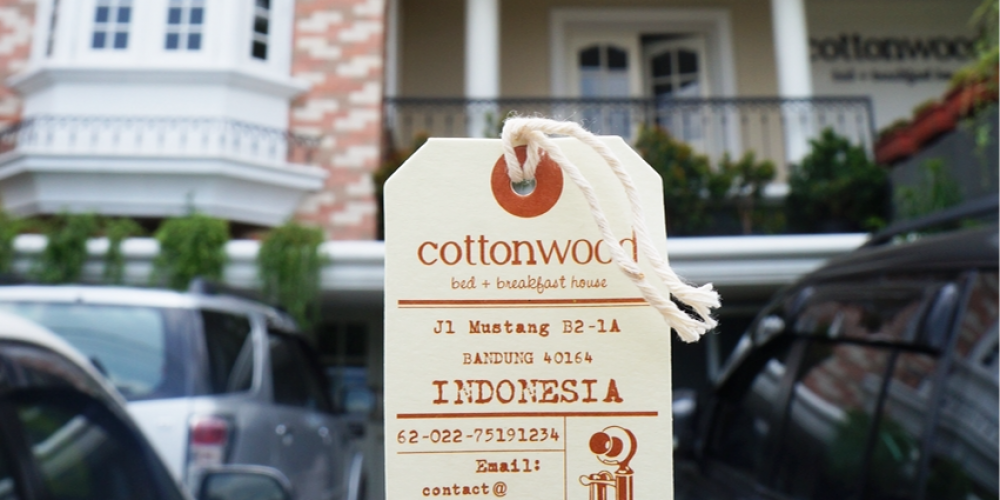 cottonwood
bed + breakfast house
cottonwood
bed + breakfast house
Jl Mustang B2-1A
BANDUNG 40164
INDONESIA
62-022-75191234
Email:
contact@